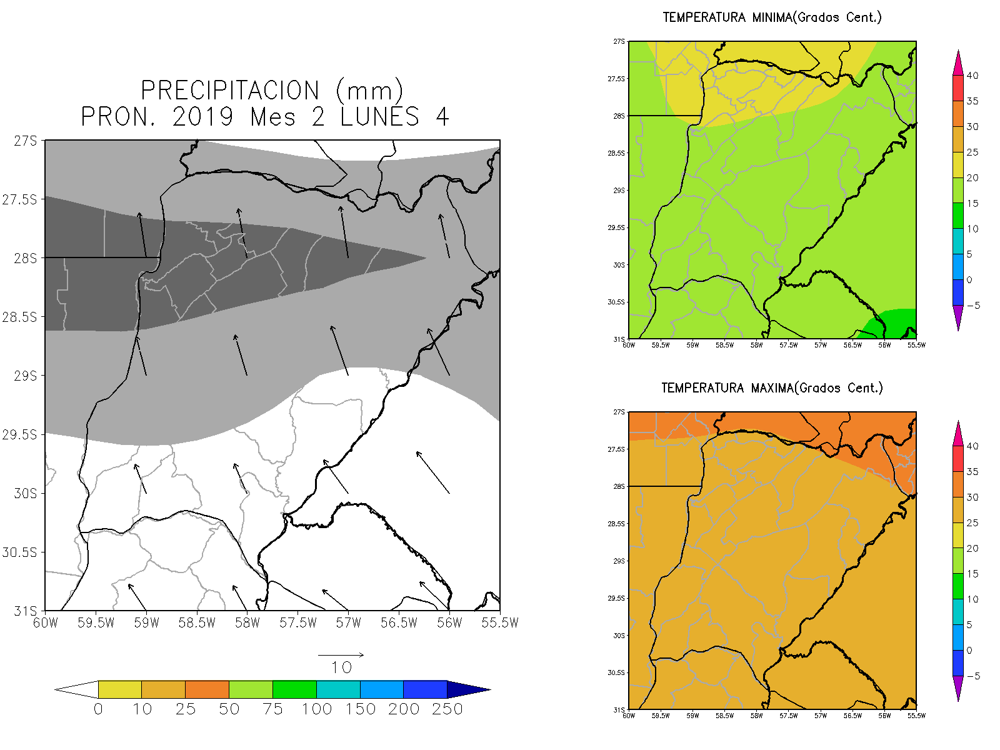 PRECIPITACION (mm)
PRON. 2019 Mes 2 LUNES 4
27S
27.5S
28S
28.5S
29S
29.5S
30S
30.5S
31S
60W 59.5W 59W 58.5W 58W 57.5W 57W 56.5W 56W 55.5W
10
0 10 25 50 75 100 150 200 250
TEMPERATURA MINIMA(Grados Cent.)
27S
27.5S
28S
28.5S
29S
29.5S
30S
30.5S
31S
60W 59.5W 59W 58.5W 58W 57.5W 57W 56.5W 56W 55.5W
40
35
30
25
20
15
10
5
0
-5
TEMPERATURA MAXIMA(Grados Cent.)
27S
27.5S
28S
28.5S
29S
29.5S
30S
30.5S
31S
60W 59.5W 59W 58.5W 58W 57.5W 57W 56.5W 56W 55.5W
40
35
30
25
20
15
10
5
0
-5